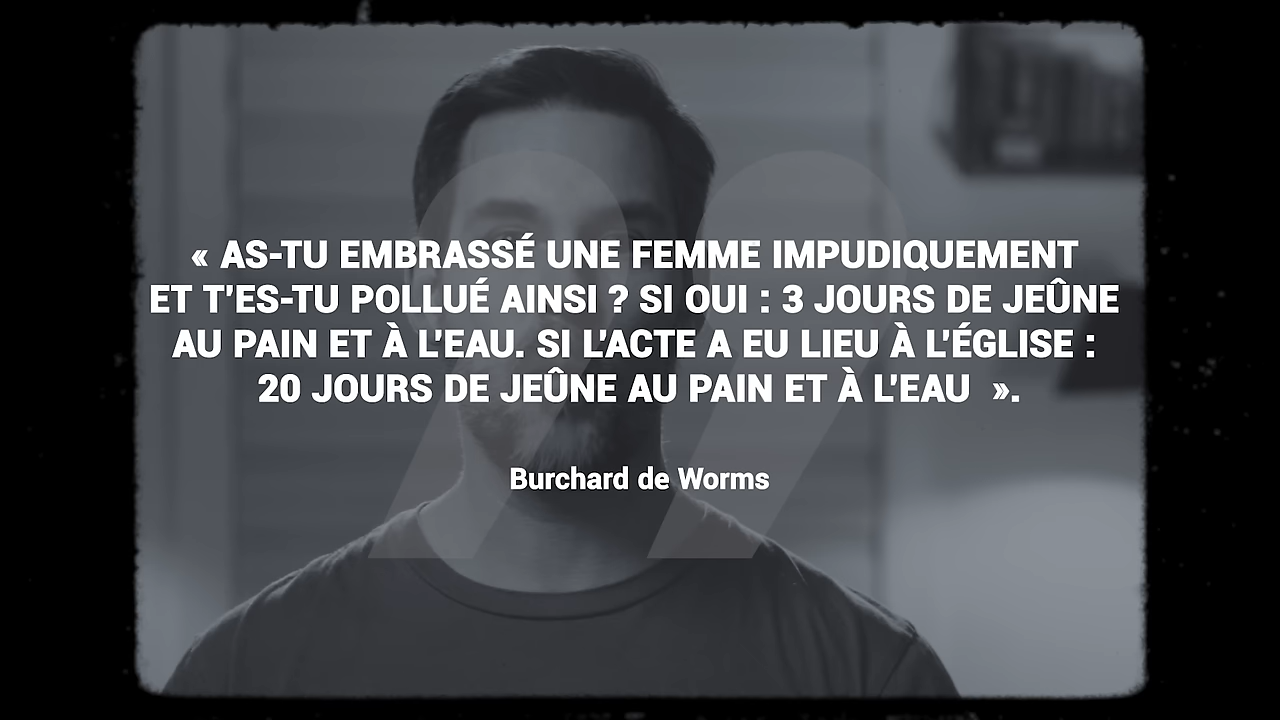 « AS-TU EMBRASSÉ UNE FEMME IMPUDIQUEMENT
ET T'ES-TU POLLUÉ AINSI ? SI OUI : 3 JOURS DE JEÛNE
AU PAIN ET À L'EAU. SI L'ACTE A EU LIEU À L'ÉGLISE :
20 JOURS DE JEÛNE AU PAIN ET À L'EAU  ».
Burchard de Worms